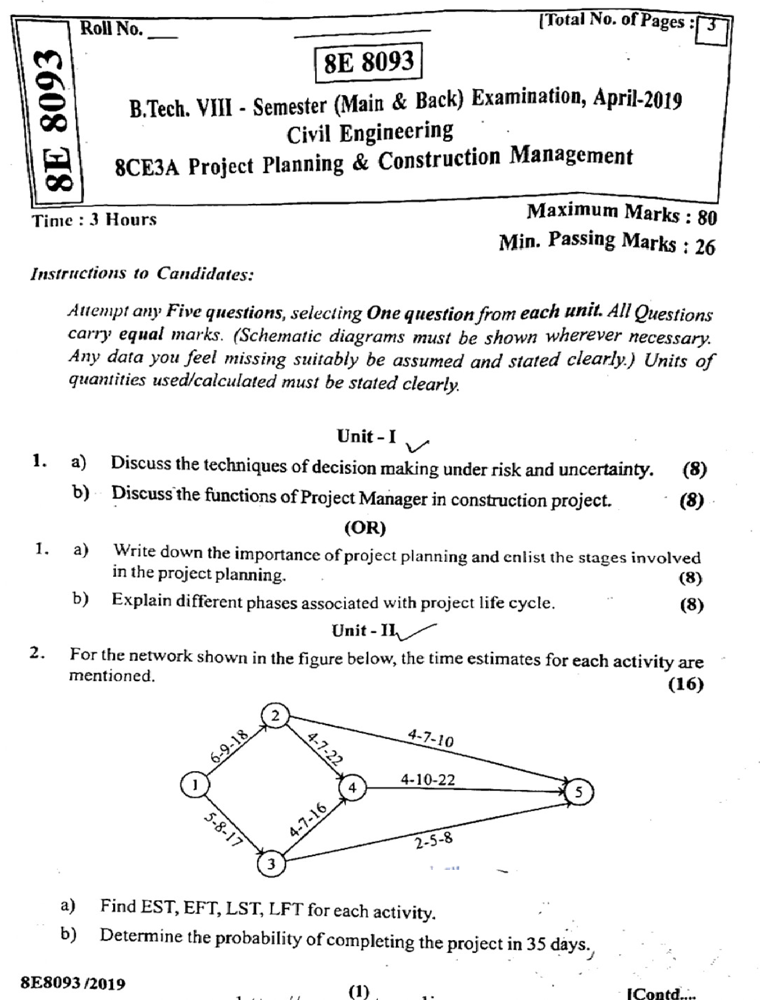 Roll No. ___
[Total No. of Pages : 3
8E 8093
8E 8093
B.Tech. VIII - Semester (Main & Back) Examination, April-2019
Civil Engineering
8CE3A Project Planning & Construction Management
Time : 3 Hours
Maximum Marks : 80
Min. Passing Marks : 26
Instructions to Candidates:
Attempt any Five questions, selecting One question from each unit. All Questions
carry equal marks. (Schematic diagrams must be shown wherever necessary.
Any data you feel missing suitably be assumed and stated clearly.) Units of
quantities used/calculated must be stated clearly.
Unit - I
1. a) Discuss the techniques of decision making under risk and uncertainty. (8)
b) Discuss the functions of Project Manager in construction project. (8)
(OR)
1. a) Write down the importance of project planning and enlist the stages involved
in the project planning. (8)
b) Explain different phases associated with project life cycle. (8)
Unit - II
2. For the network shown in the figure below, the time estimates for each activity are
mentioned. (16)
2
6-9-18
4-7-22
4-7-10
1
4
4-10-22
5
5-8-17
4-7-16
2-5-8
3
a) Find EST, EFT, LST, LFT for each activity.
b) Determine the probability of completing the project in 35 days.
8E8093 /2019
(1)
[Contd....